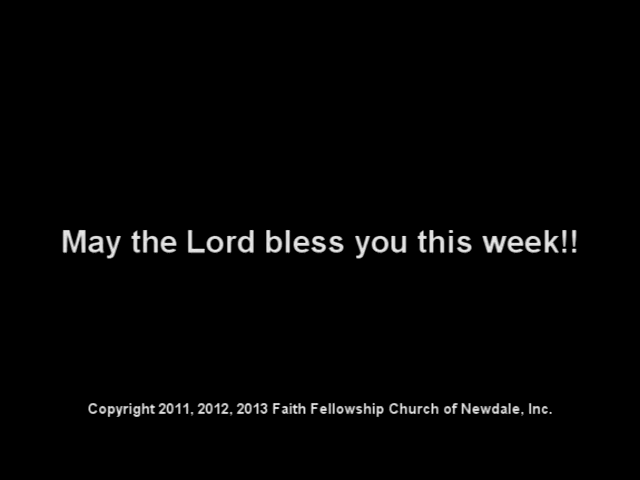 May the Lord bless you this week!!
Copyright 2011, 2012, 2013 Faith Fellowship Church of Newdale, Inc.